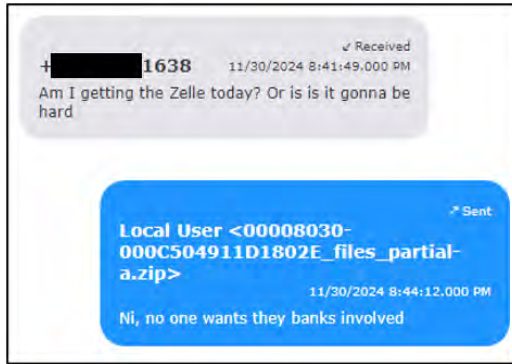 Received
+ 1638 11/30/2024 8:41:49.000 PM
Am I getting the Zelle today? Or is is it gonna be
hard
Sent
Local User <00008030-
000C504911D1802E_files_partial-
a.zip>
11/30/2024 8:44:12.000 PM
Ni, no one wants they banks involved